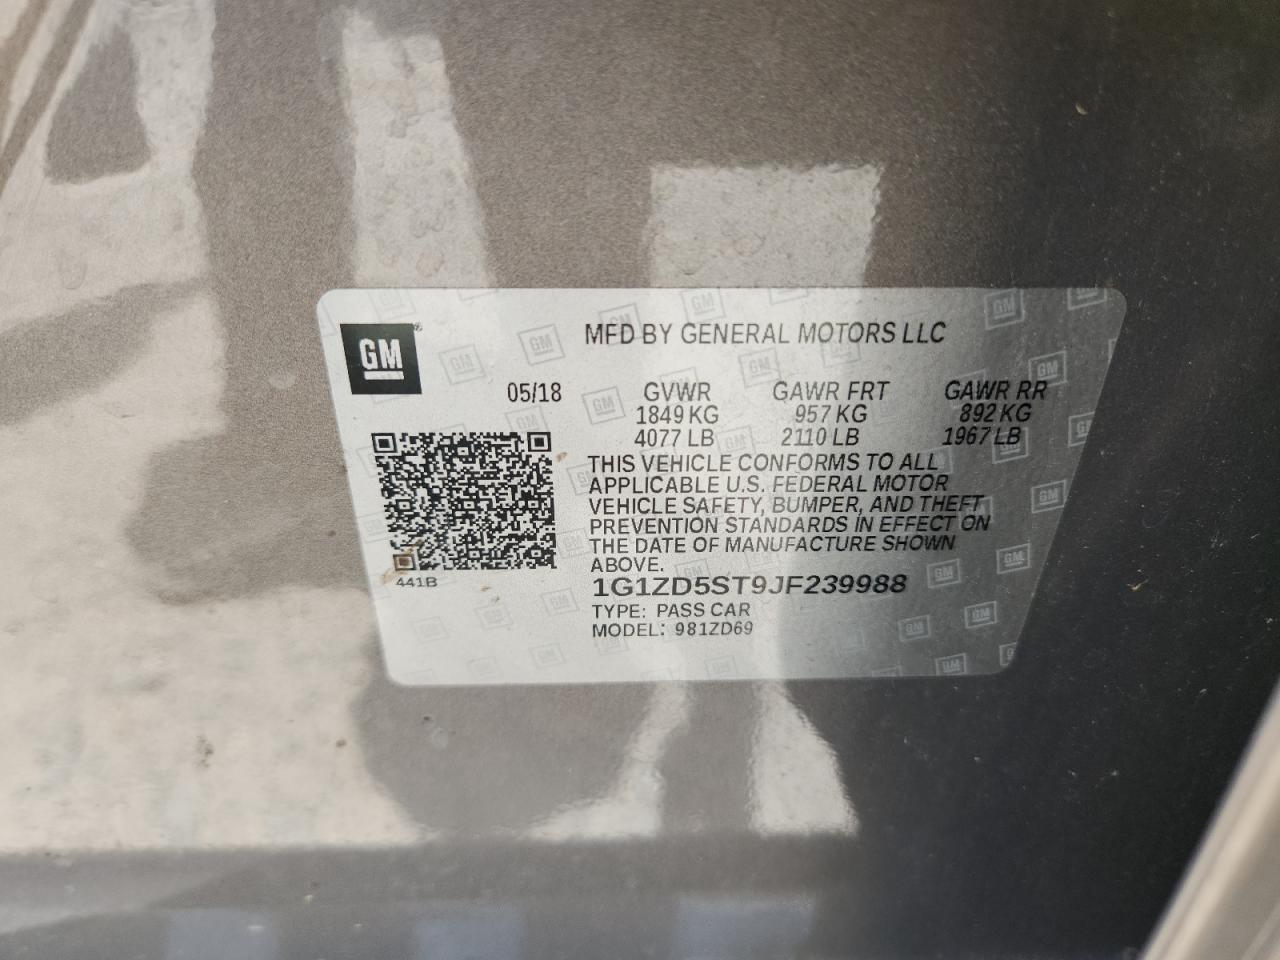 GM
MFD BY GENERAL MOTORS LLC
05/18 GVWR GAWR FRT GAWR RR
1849 KG 957 KG 892 KG
4077 LB 2110 LB 1967 LB
THIS VEHICLE CONFORMS TO ALL
APPLICABLE U.S. FEDERAL MOTOR
VEHICLE SAFETY, BUMPER, AND THEFT
PREVENTION STANDARDS IN EFFECT ON
THE DATE OF MANUFACTURE SHOWN
ABOVE.
441B
1G1ZD5ST9JF239988
TYPE: PASS CAR
MODEL: 981ZD69